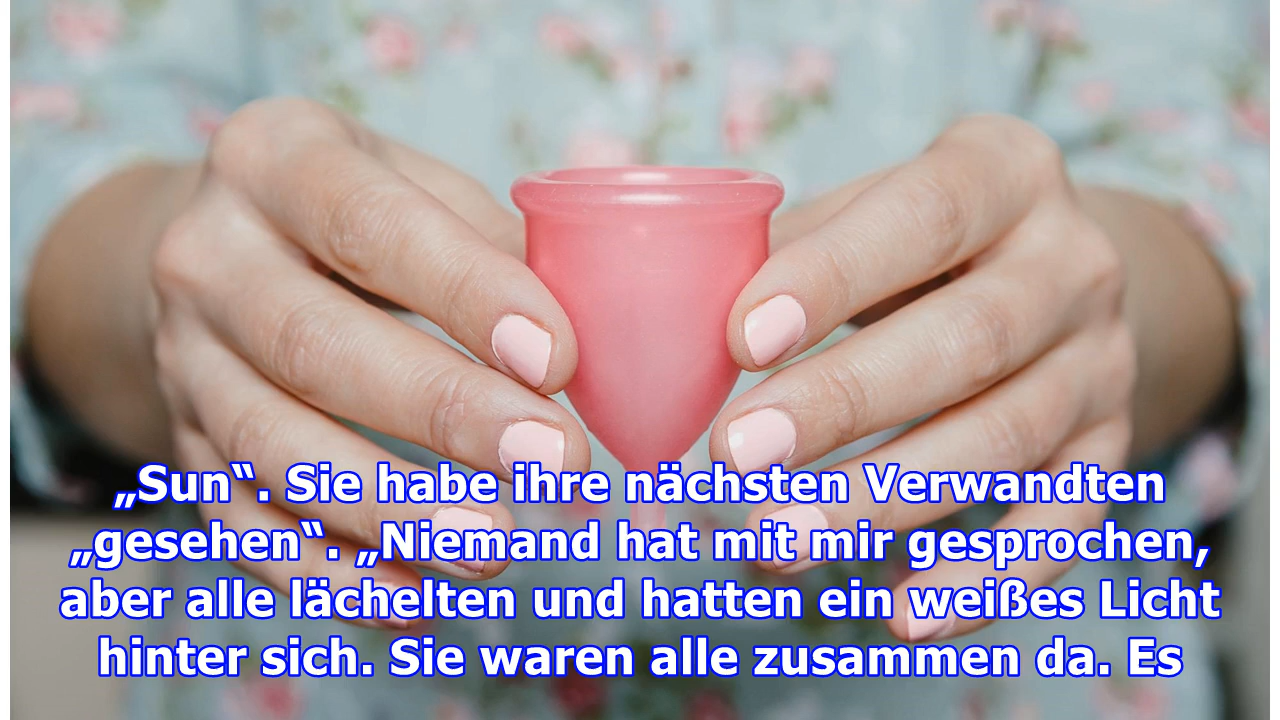 „Sun“. Sie habe ihre nächsten Verwandten
„gesehen“. „Niemand hat mit mir gesprochen,
aber alle lächelten und hatten ein weißes Licht
hinter sich. Sie waren alle zusammen da. Es